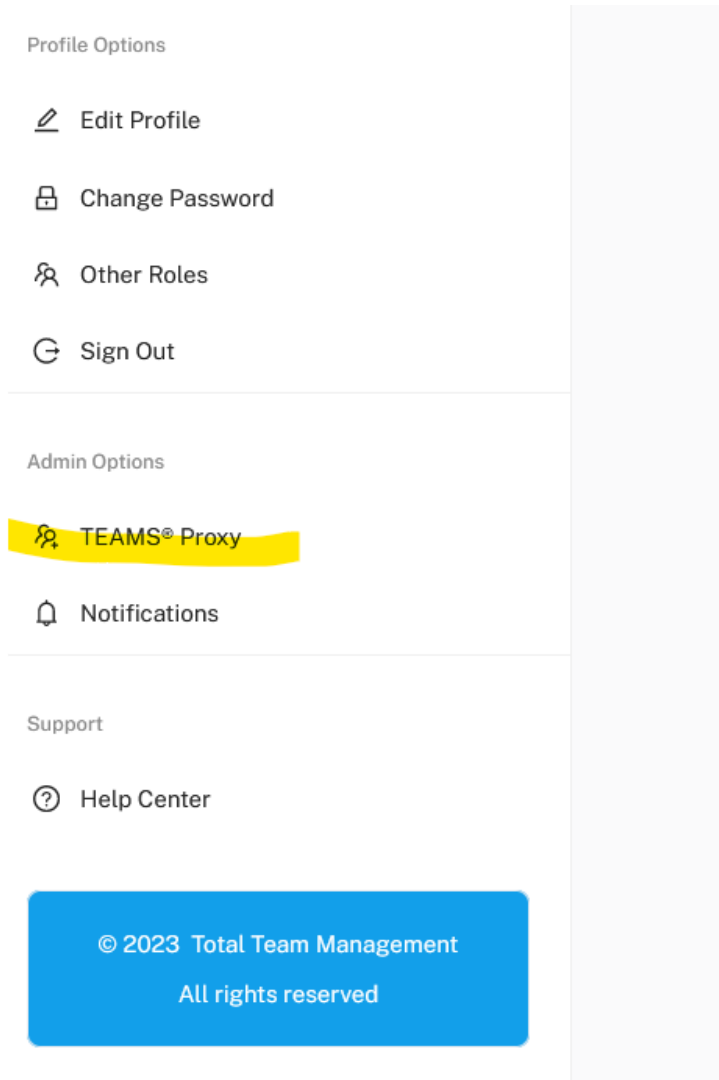 Profile Options
Edit Profile
Change Password
Other Roles
Sign Out
Admin Options
TEAMS® Proxy
Notifications
Support
Help Center
© 2023 Total Team Management
All rights reserved